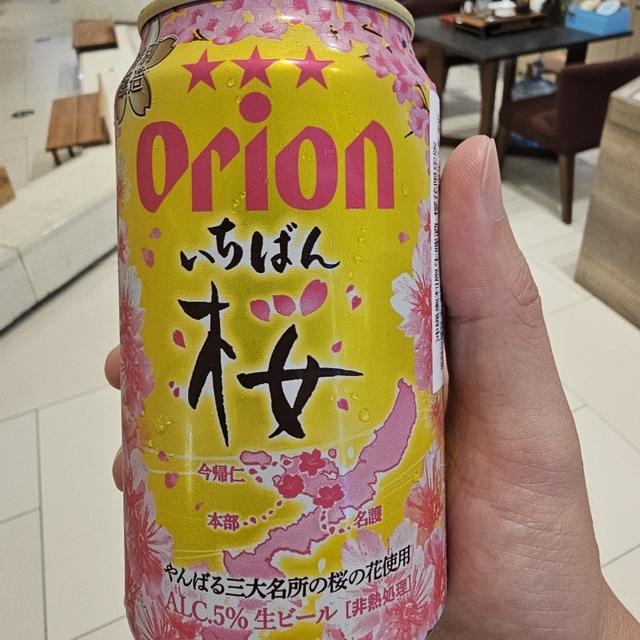 Orion
いちばん
桜
今帰仁
本部
名護
やんばる三大名所の桜の花使用
ALC.5% 生ビール [非熱処理]